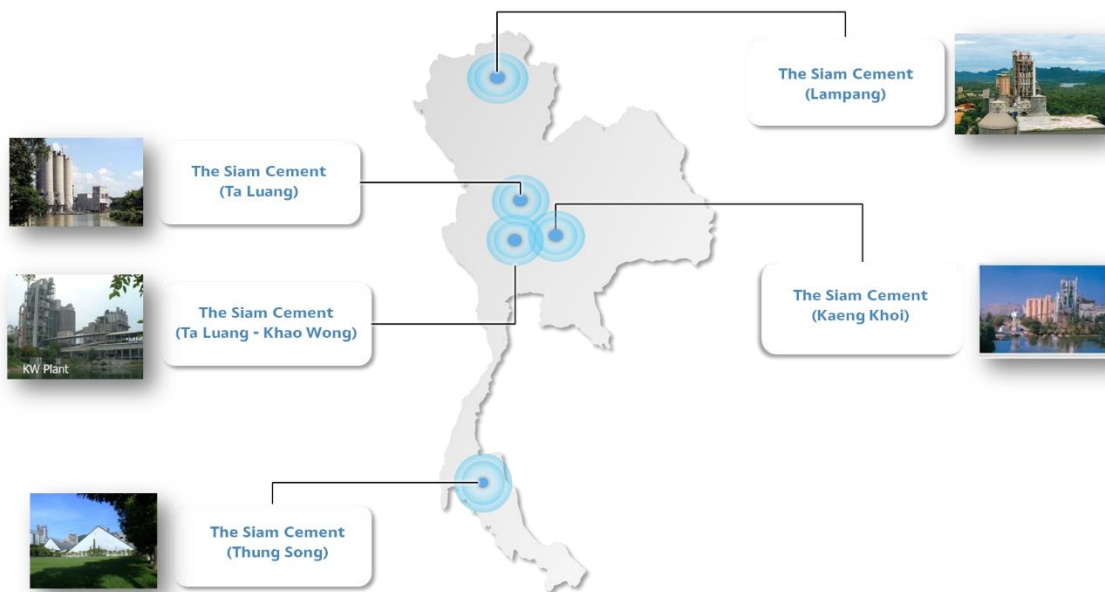 The Siam Cement
(Lampang)
The Siam Cement
(Ta Luang)
The Siam Cement
(Ta Luang - Khao Wong)
KW Plant
The Siam Cement
(Kaeng Khoi)
The Siam Cement
(Thung Song)